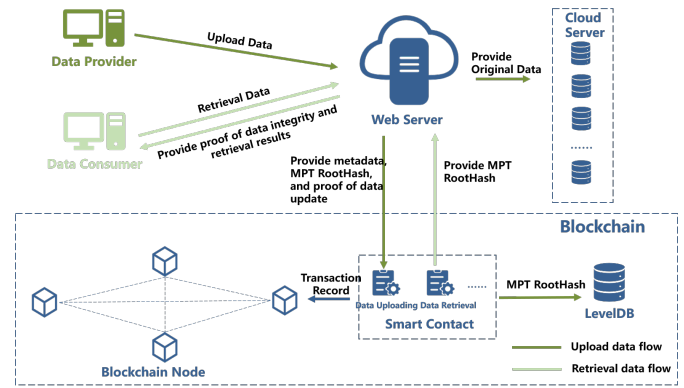 Data Provider
Upload Data
Web Server
Provide
Original Data
Cloud
Server
......
Data Consumer
Retrieval Data
Provide proof of data integrity and
retrieval results
Provide metadata,
MPT RootHash,
and proof of data
update
Provide MPT
RootHash
Blockchain
Blockchain Node
Transaction
Record
Data Uploading
Data Retrieval
......
Smart Contact
MPT RootHash
LevelDB
Upload data flow
Retrieval data flow